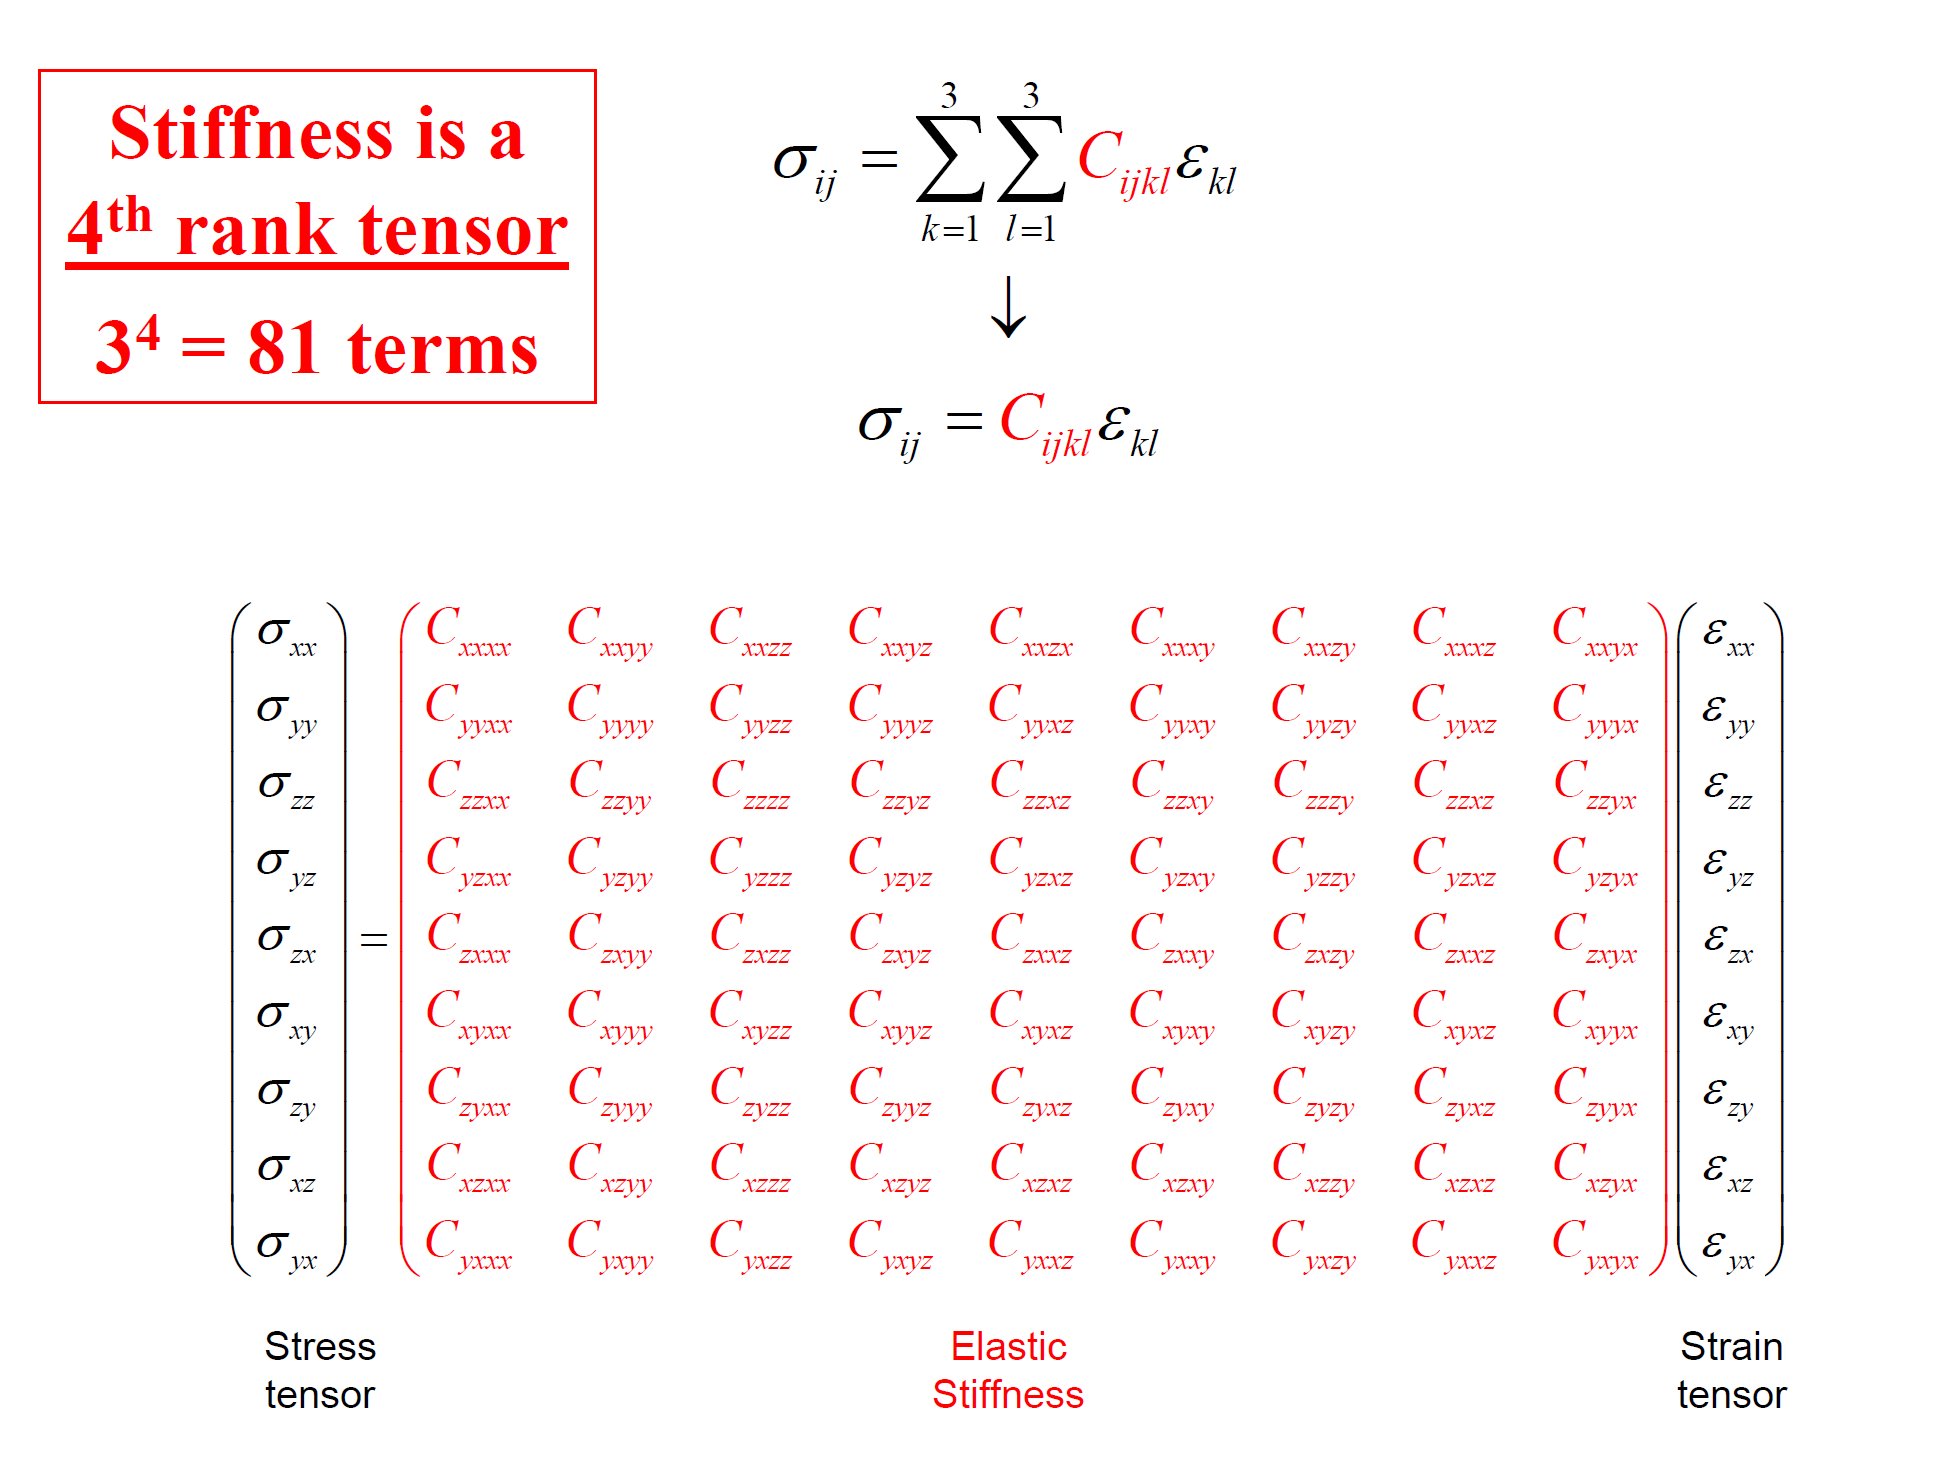 Stiffness is a
4th rank tensor
3⁴ = 81 terms
3 3
σij = ∑ ∑ Cijkl εkl
k=1 l=1
↓
σij = Cijkl εkl
σxx Cxxxx Cxxyy Cxxzz Cxxyz Cxxzx Cxxxy Cxxzy Cxxxz Cxxyx εxx
σyy Cyyxx Cyyyy Cyyzz Cyyyz Cyyxz Cyyxy Cyyzy Cyyxz Cyyyx εyy
σzz Czzxx Czzyy Czzzz Czzyz Czzxz Czzxy Czzzy Czzxz Czzyx εzz
σyz Cyzxx Cyzyy Cyzzz Cyzyz Cyzxz Cyzxy Cyzzy Cyzxz Cyzyx εyz
σzx = Czxxx Czxyy Czxzz Czxyz Czxxz Czxxy Czxzy Czxxz Czxyx εzx
σxy Cxyxx Cxyyy Cxyzz Cxyyz Cxyxz Cxyxy Cxyzy Cxyxz Cxyyx εxy
σzy Czyxx Czyyy Czyzz Czyyz Czyxz Czyxy Czyzy Czyxz Czyyx εzy
σxz Cxzxx Cxzyy Cxzzz Cxzyz Cxzxz Cxzxy Cxzzy Cxzxz Cxzyx εxz
σyx Cyxxx Cyxyy Cyxzz Cyxyz Cyxxz Cyxxy Cyxzy Cyxxz Cyxyx εyx
Stress Elastic Strain
tensor Stiffness tensor